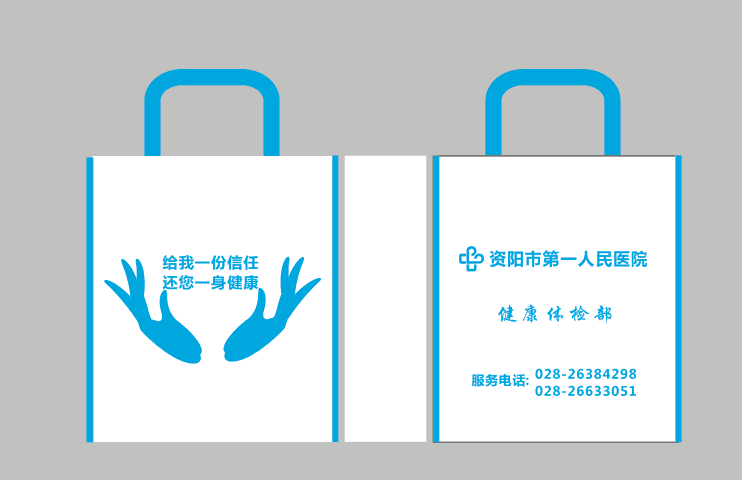 给我一份信任
还您一身健康
资阳市第一人民医院
健康体检部
服务电话: 028-26384298
028-26633051